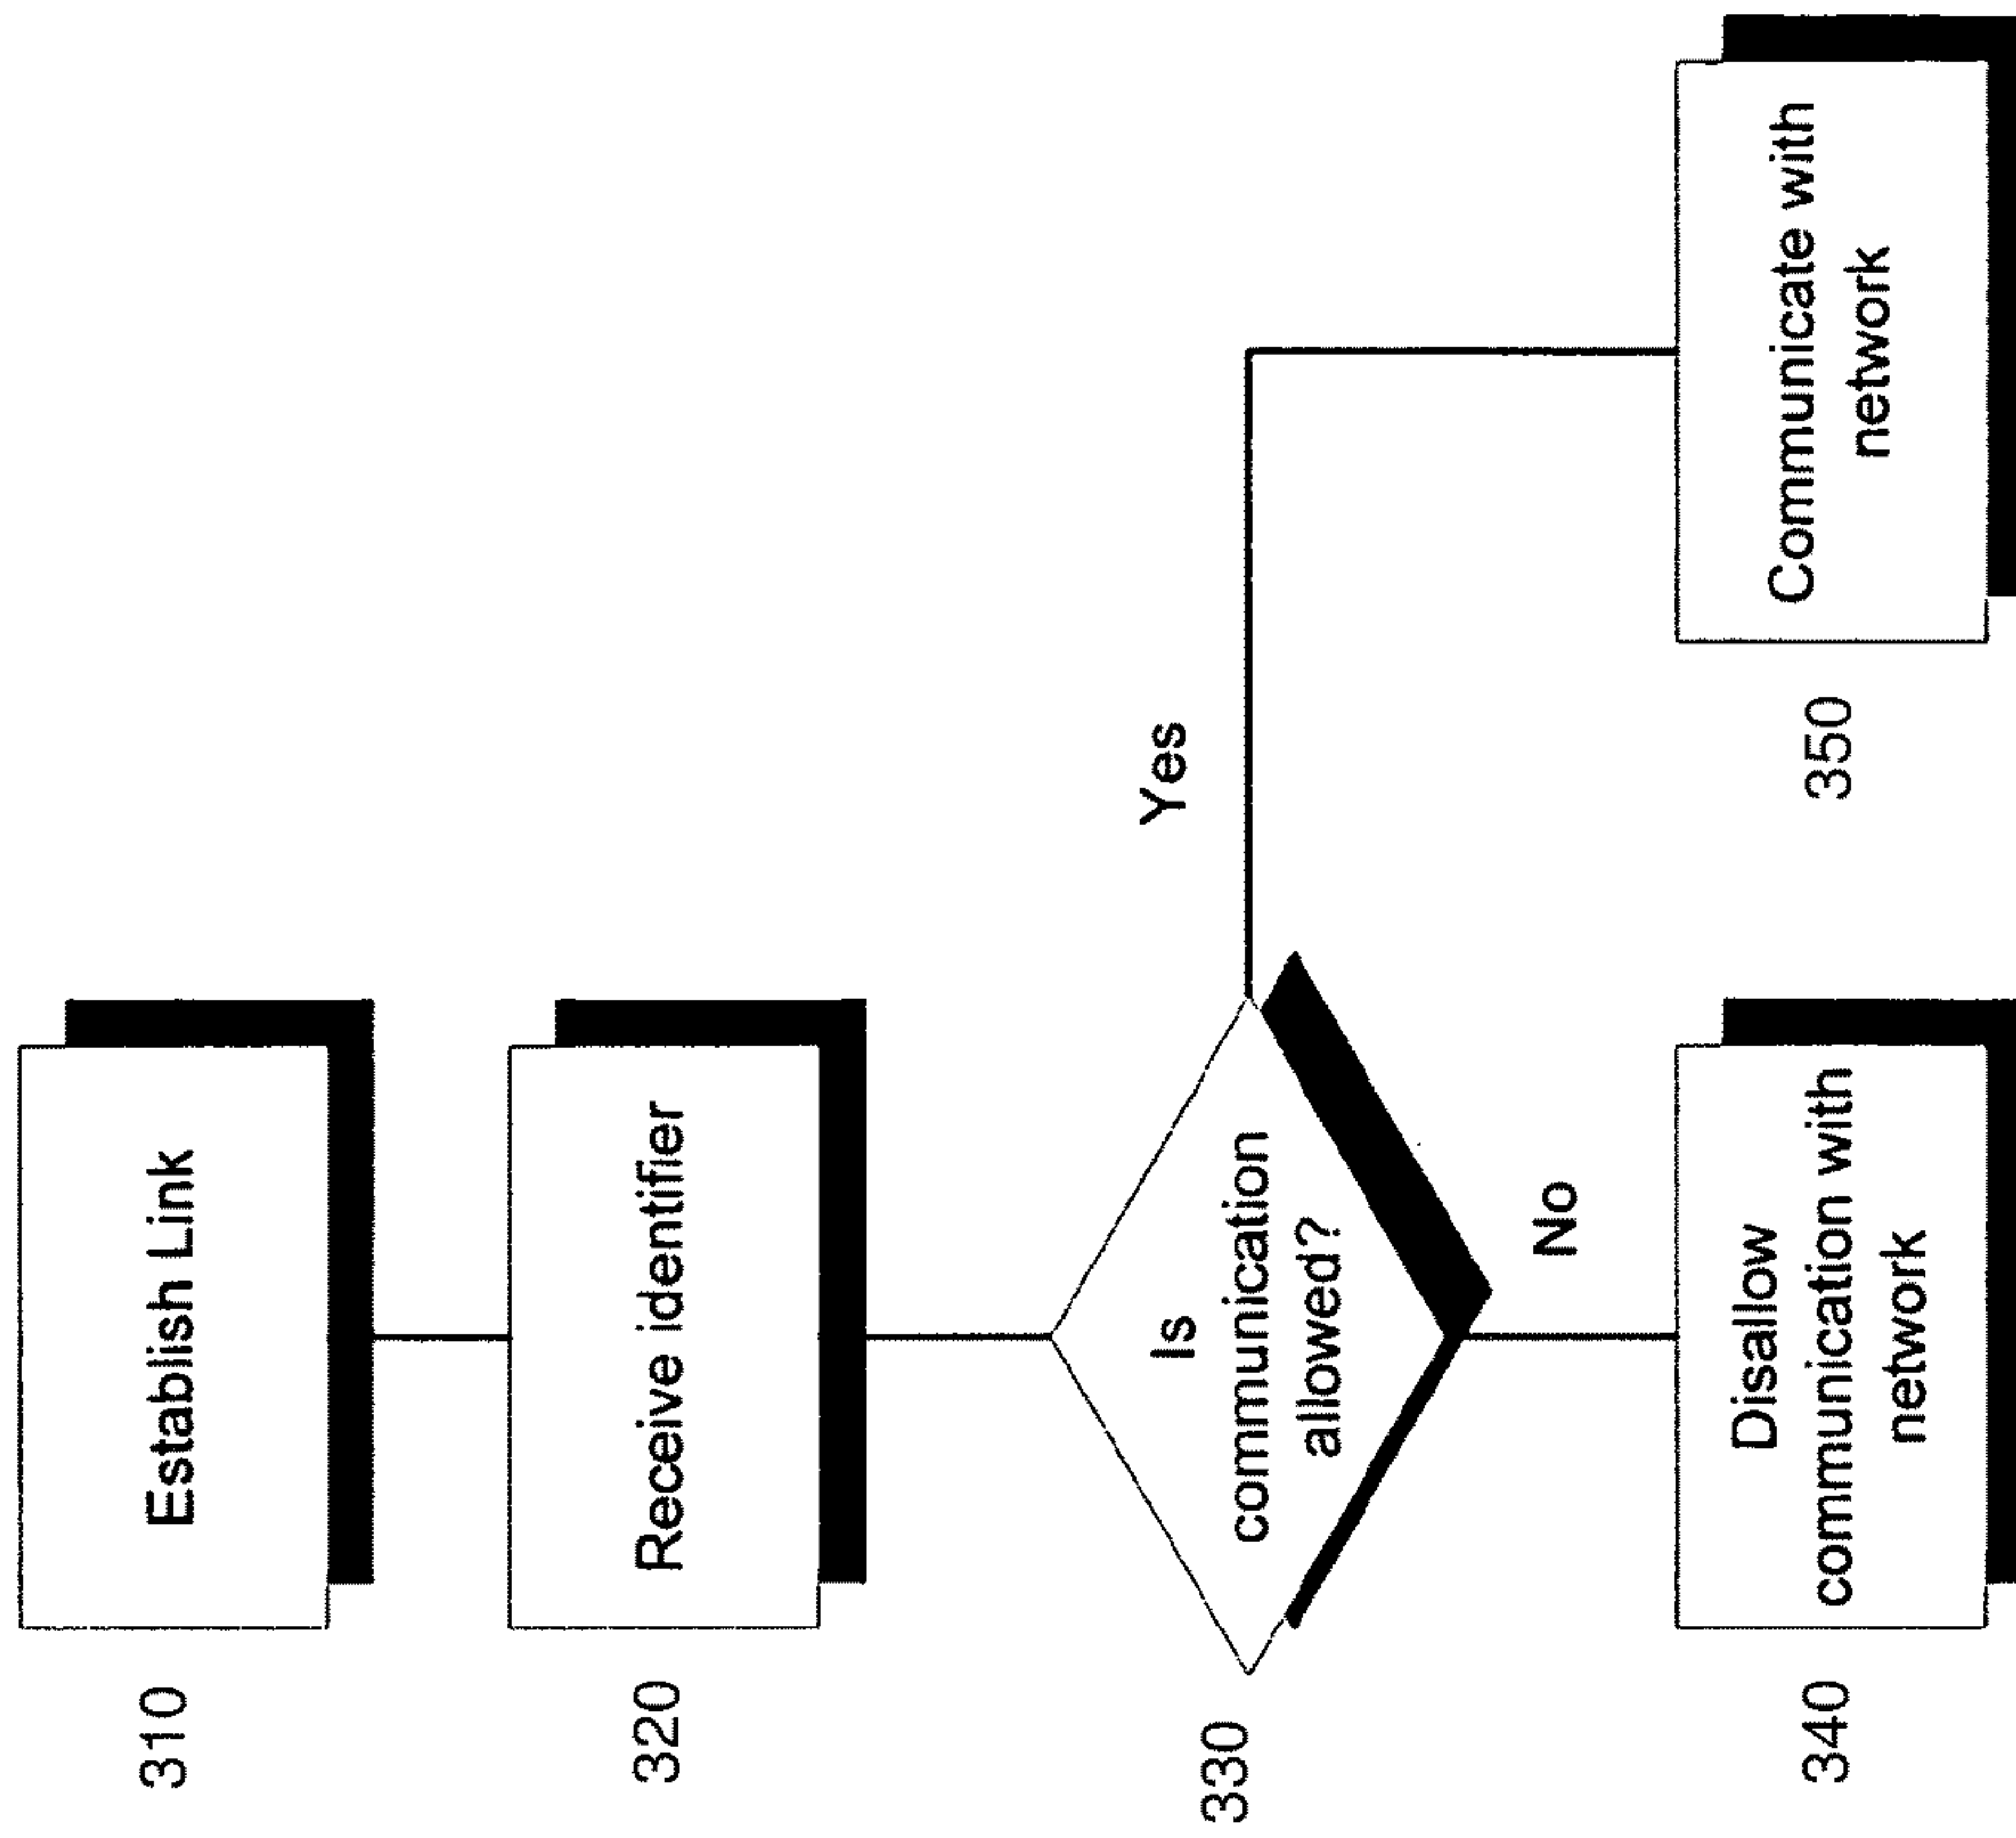 310
Establish Link
320
Receive identifier
330
Is
communication
allowed?
Yes
No
340
Disallow
communication with
network
350
Communicate with
network